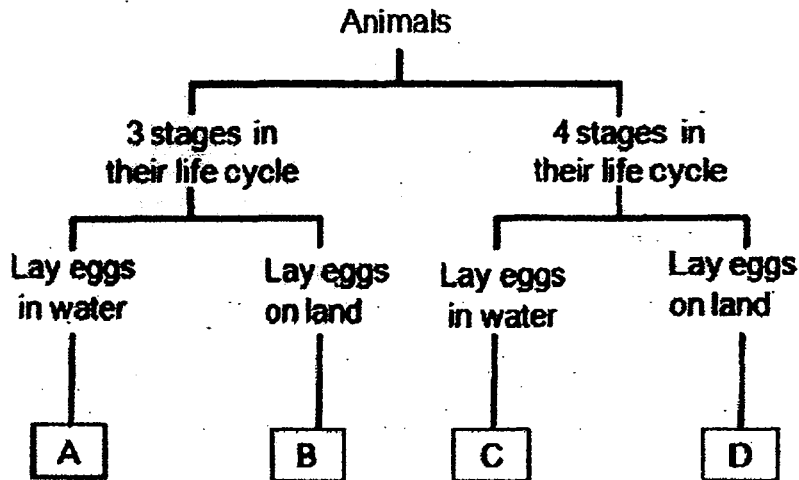 Animals
3 stages in
their life cycle
4 stages in
their life cycle
Lay eggs
in water
Lay eggs
on land
Lay eggs
in water
Lay eggs
on land
A
B
C
D